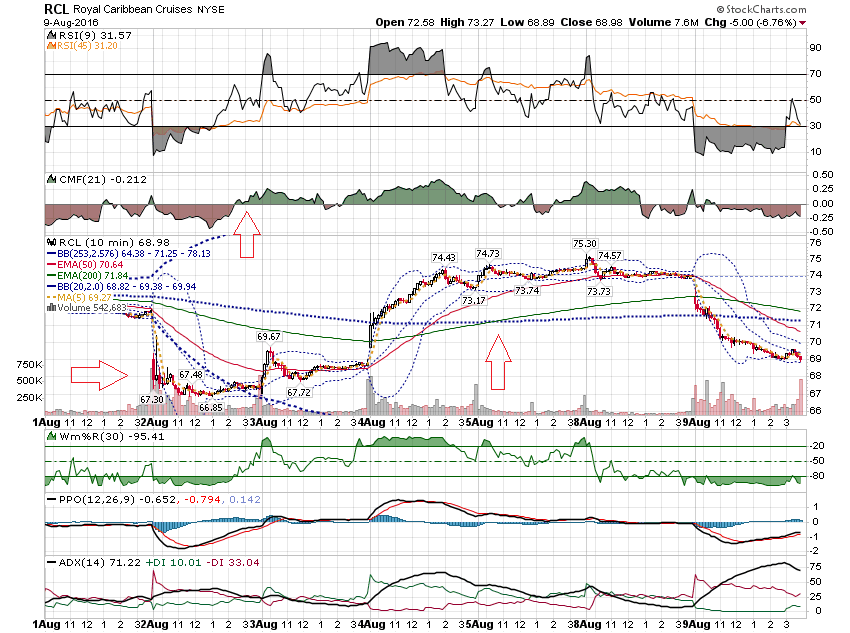 RCL Royal Caribbean Cruises NYSE © StockCharts.com
9-Aug-2016 Open 72.58 High 73.27 Low 68.89 Close 68.98 Volume 7.6M Chg -5.00 (-6.76%)
RSI(9) 31.57
RSI(45) 31.20
90
70
50
30
10
CMF(21) -0.212
0.50
0.25
0.00
-0.25
-0.50
RCL (10 min) 68.98
BB(253,2.576) 64.38 - 71.25 - 78.13
EMA(50) 70.64
EMA(200) 71.84
BB(20,2.0) 68.82 - 69.38 - 69.94
MA(5) 69.27
Volume 542,683
76
75
74
73
72
71
70
69
68
67
66
750K
500K
250K
67.30
67.48
66.85
69.67
67.72
74.43
73.17
74.73
73.74
75.30
74.57
73.73
1Aug 11 12 1 2 3 2Aug 11 12 1 2 3 3Aug 11 12 1 2 3 4Aug 11 12 1 2 3 5Aug 11 12 1 2 3 8Aug 11 12 1 2 3 9Aug 11 12 1 2 3
Wm%R(30) -95.41
-20
-50
-80
PPO(12,26,9) -0.652, -0.794, 0.142
1
0
-1
-2
ADX(14) 71.22 +DI 10.01 -DI 33.04
75
50
25
0
1Aug 11 12 1 2 3 2Aug 11 12 1 2 3 3Aug 11 12 1 2 3 4Aug 11 12 1 2 3 5Aug 11 12 1 2 3 8Aug 11 12 1 2 3 9Aug 11 12 1 2 3